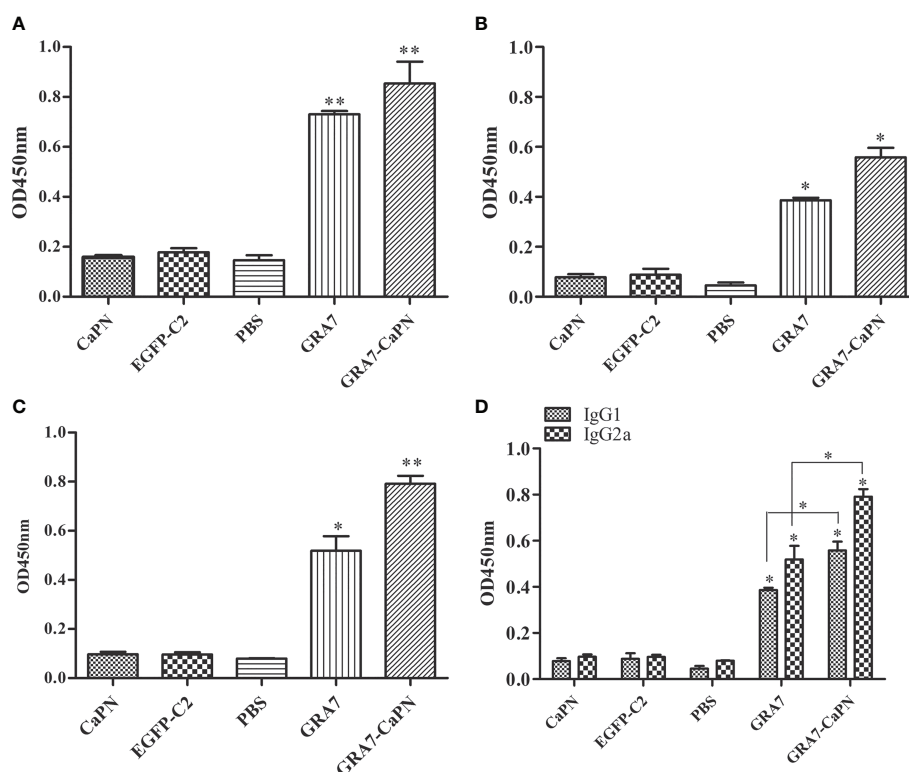 A
1.0
0.8
0.6
0.4
0.2
0.0
OD450nm
**
**
CaPN
EGFP-C2
PBS
GRA7
GRA7-CaPN
B
1.0
0.8
0.6
0.4
0.2
0.0
OD450nm
*
*
CaPN
EGFP-C2
PBS
GRA7
GRA7-CaPN
C
1.0
0.8
0.6
0.4
0.2
0.0
OD450nm
*
**
CaPN
EGFP-C2
PBS
GRA7
GRA7-CaPN
D
IgG1
IgG2a
1.0
0.8
0.6
0.4
0.2
0.0
OD450nm
*
*
*
*
*
*
CaPN
EGFP-C2
PBS
GRA7
GRA7-CaPN